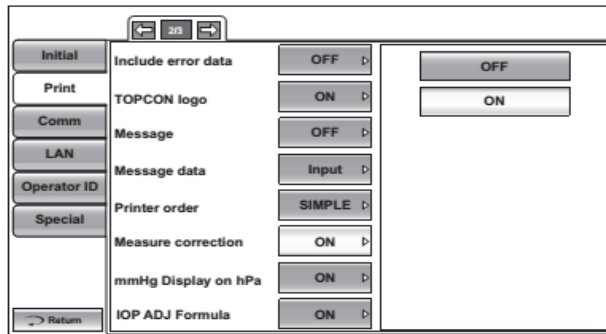 2/3
Initial
Print
Comm
LAN
Operator ID
Special
Return
Include error data OFF
TOPCON logo ON
Message OFF
Message data Input
Printer order SIMPLE
Measure correction ON
mmHg Display on hPa ON
IOP ADJ Formula ON
OFF
ON